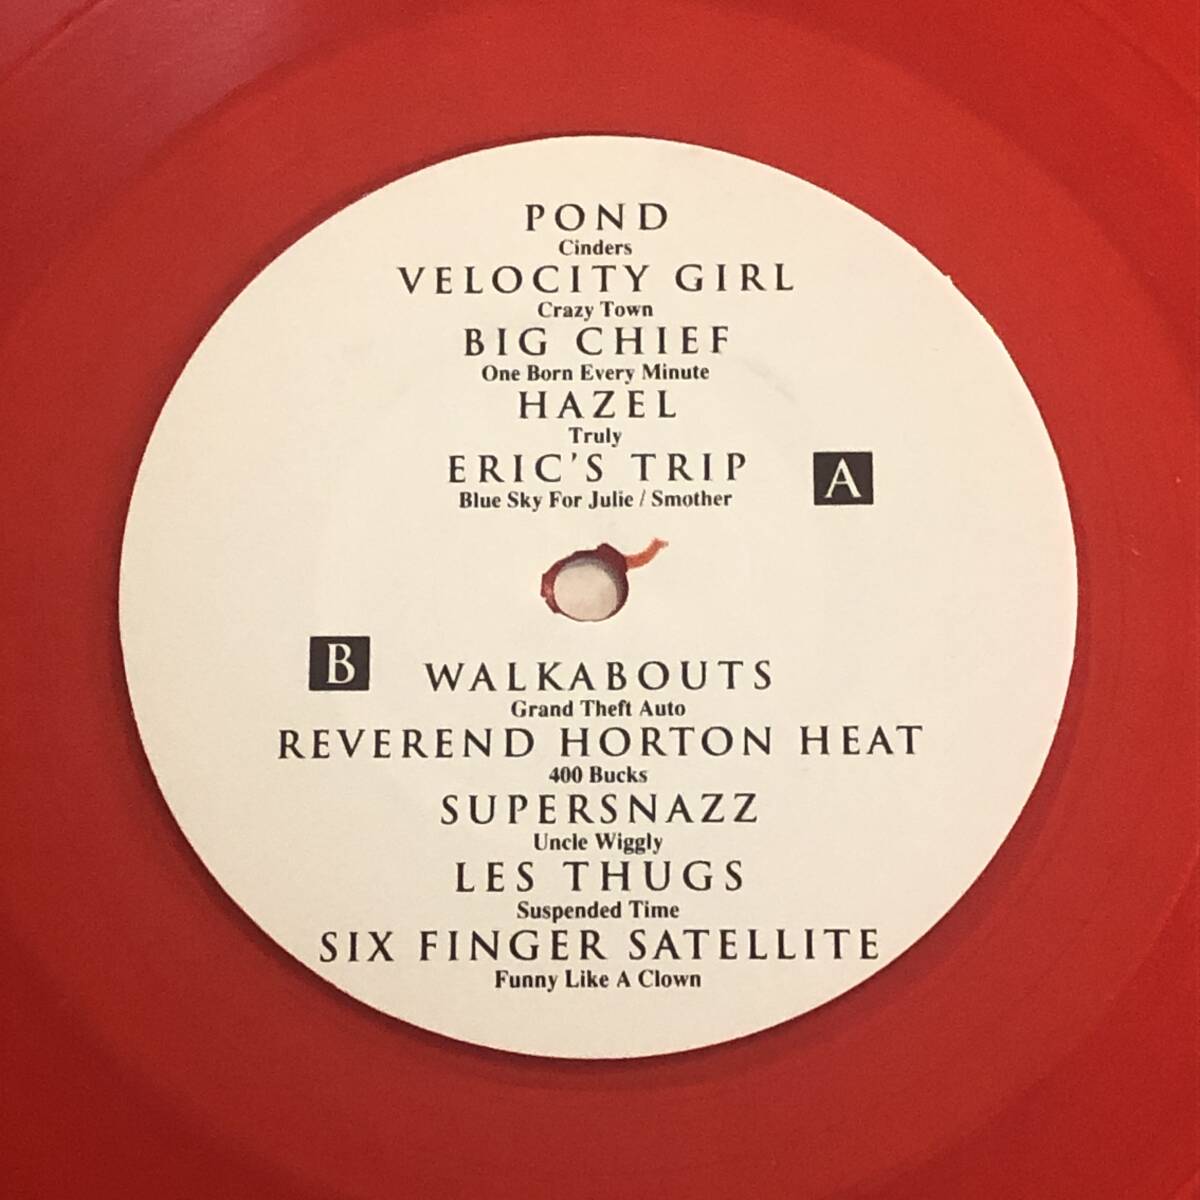 POND
Cinders
VELOCITY GIRL
Crazy Town
BIG CHIEF
One Born Every Minute
HAZEL
Truly
ERIC'S TRIP
Blue Sky For Julie / Smother
A
B
WALKABOUTS
Grand Theft Auto
REVEREND HORTON HEAT
400 Bucks
SUPERSNAZZ
Uncle Wiggly
LES THUGS
Suspended Time
SIX FINGER SATELLITE
Funny Like A Clown